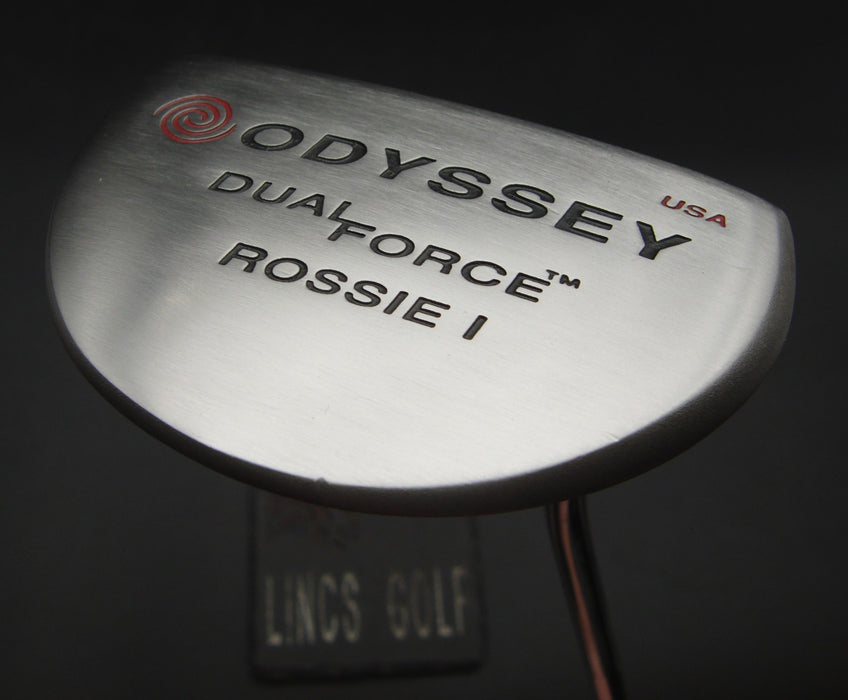 ODYSSEY
USA
DUAL FORCE™
ROSSIE I
LINCS GOLF